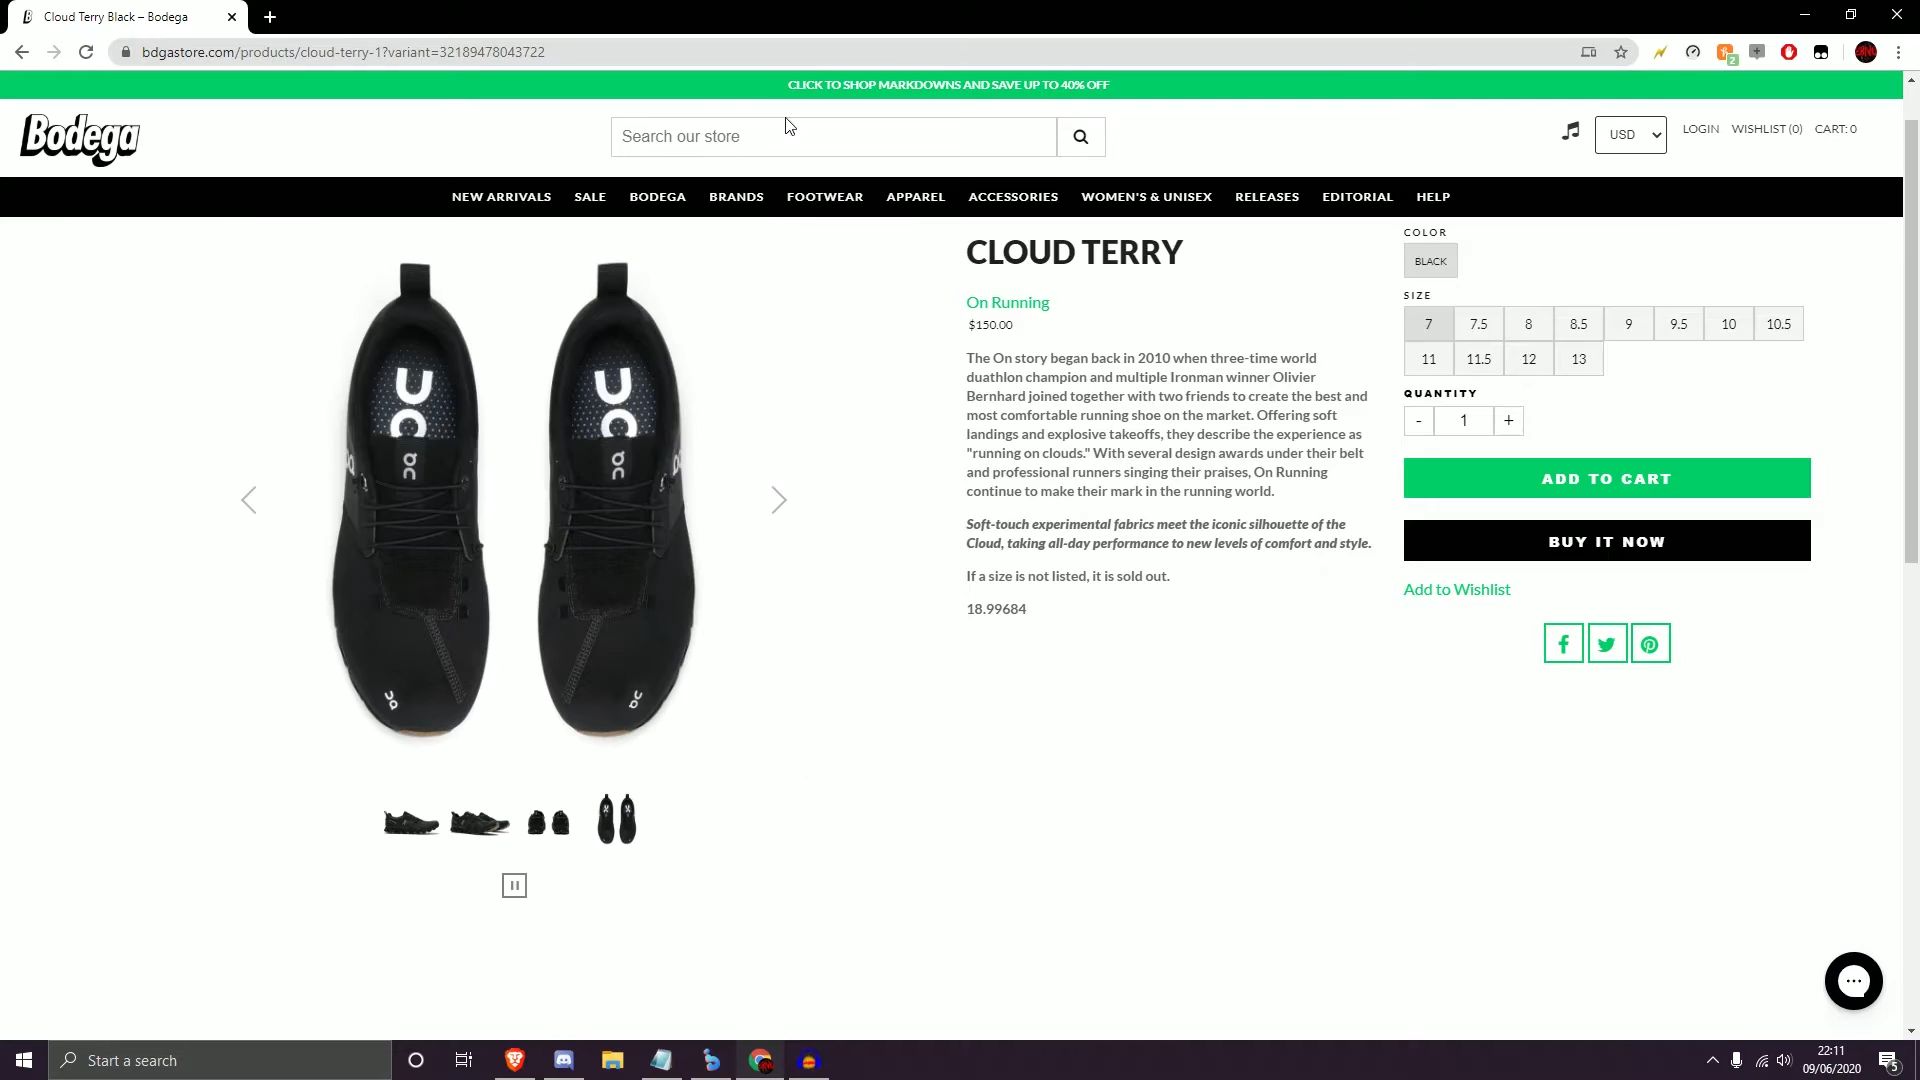 Cloud Terry Black – Bodega
bdgastore.com/products/cloud-terry-1?variant=32189478043722
2
CLICK TO SHOP MARKDOWNS AND SAVE UP TO 40% OFF
Bodega
Search our store
USD
LOGIN WISHLIST (0) CART: 0
NEW ARRIVALS SALE BODEGA BRANDS FOOTWEAR APPAREL ACCESSORIES WOMEN'S & UNISEX RELEASES EDITORIAL HELP
CLOUD TERRY
On Running
$150.00
The On story began back in 2010 when three-time world
duathlon champion and multiple Ironman winner Olivier
Bernhard joined together with two friends to create the best and
most comfortable running shoe on the market. Offering soft
landings and explosive takeoffs, they describe the experience as
"running on clouds." With several design awards under their belt
and professional runners singing their praises, On Running
continue to make their mark in the running world.
Soft-touch experimental fabrics meet the iconic silhouette of the
Cloud, taking all-day performance to new levels of comfort and style.
If a size is not listed, it is sold out.
18.99684
COLOR
BLACK
SIZE
7 7.5 8 8.5 9 9.5 10 10.5
11 11.5 12 13
QUANTITY
- 1 +
ADD TO CART
BUY IT NOW
Add to Wishlist
Start a search
22:11
09/06/2020
5